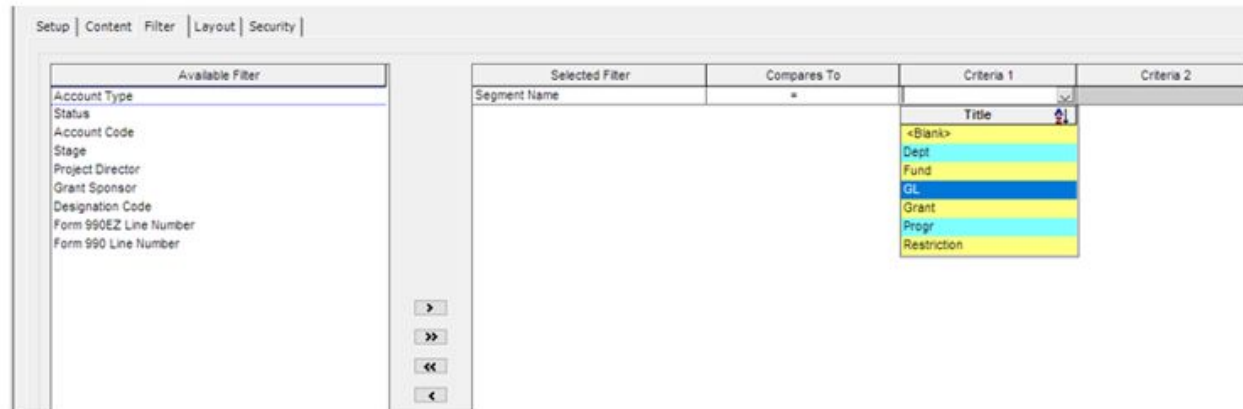 Setup Content Filter Layout Security
Available Filter
Account Type
Status
Account Code
Stage
Project Director
Grant Sponsor
Designation Code
Form 990EZ Line Number
Form 990 Line Number
>
>>
<<
<
Selected Filter Compares To Criteria 1 Criteria 2
Segment Name =
Title
<Blank>
Dept
Fund
GL
Grant
Progr
Restriction